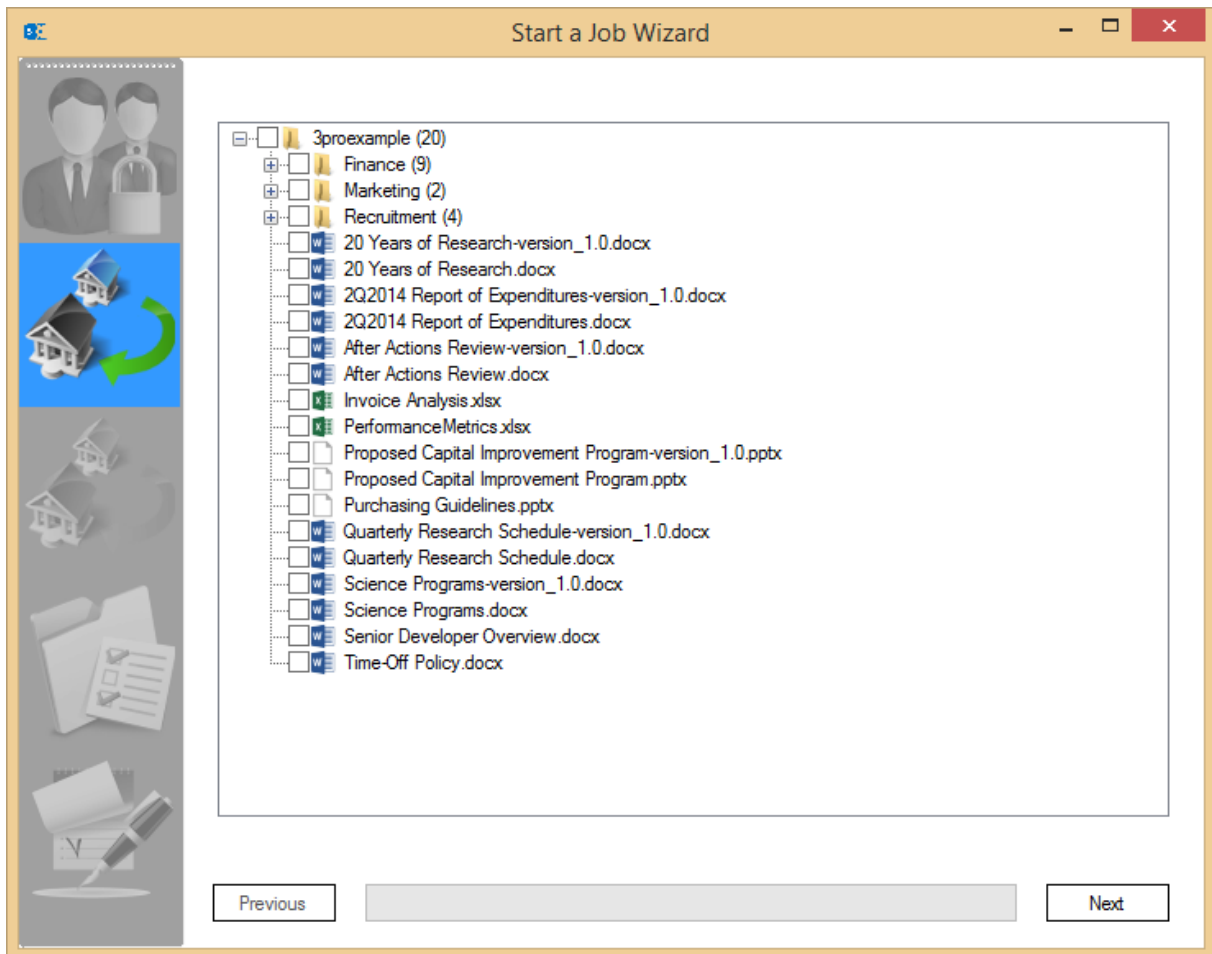 Start a Job Wizard
3proexample (20)
Finance (9)
Marketing (2)
Recruitment (4)
20 Years of Research-version_1.0.docx
20 Years of Research.docx
2Q2014 Report of Expenditures-version_1.0.docx
2Q2014 Report of Expenditures.docx
After Actions Review-version_1.0.docx
After Actions Review.docx
Invoice Analysis.xlsx
PerformanceMetrics.xlsx
Proposed Capital Improvement Program-version_1.0.pptx
Proposed Capital Improvement Program.pptx
Purchasing Guidelines.pptx
Quarterly Research Schedule-version_1.0.docx
Quarterly Research Schedule.docx
Science Programs-version_1.0.docx
Science Programs.docx
Senior Developer Overview.docx
Time-Off Policy.docx
Previous
Next